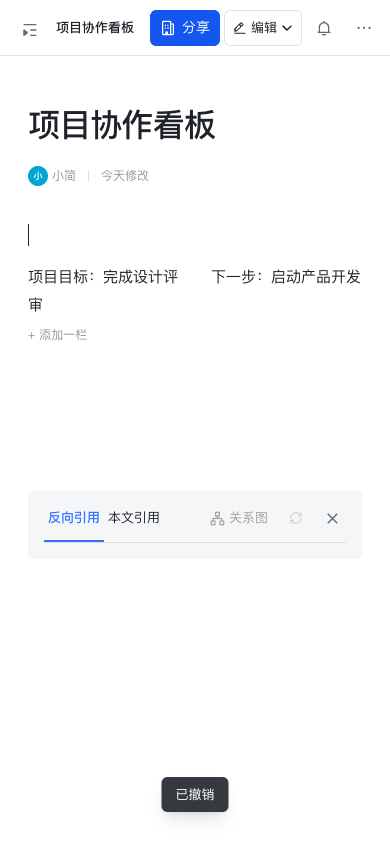 项目协作看板 分享 编辑
项目协作看板
小 小简 今天修改
项目目标：完成设计评审
下一步：启动产品开发
+ 添加一栏
反向引用 本文引用 关系图
已撤销